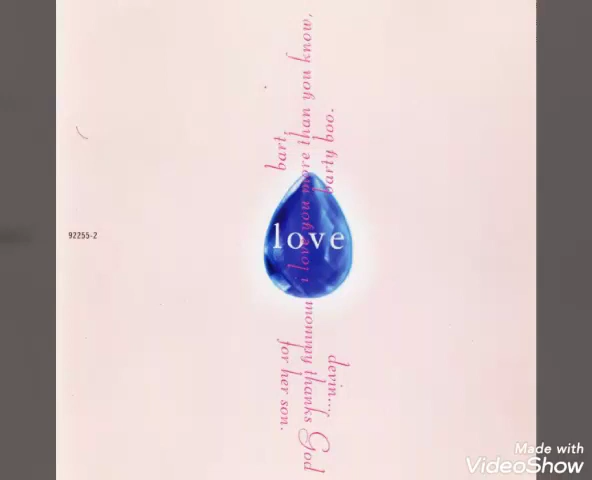 bart,
i love you more than you know,
barty boo.
92255-2
love
devin...
mommy thanks God
for her son.
Made with
VideoShow